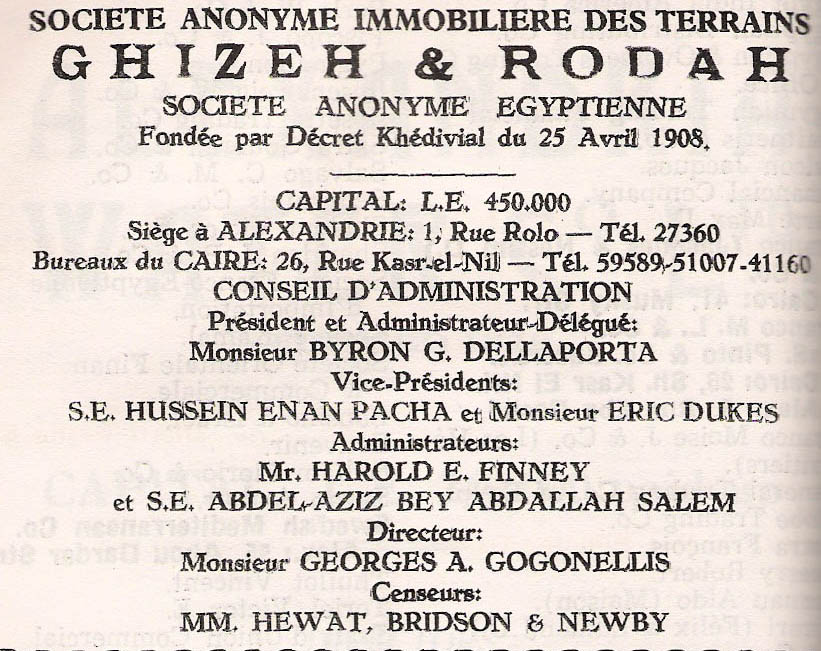 SOCIETE ANONYME IMMOBILIERE DES TERRAINS
GHIZEH & RODAH
SOCIETE ANONYME EGYPTIENNE
Fondée par Décret Khédivial du 25 Avril 1908.
CAPITAL: L.E. 450.000
Siège à ALEXANDRIE: 1, Rue Rolo — Tél. 27360
Bureaux du CAIRE: 26, Rue Kasr-el-Nil — Tél. 59589-51007-41160
CONSEIL D'ADMINISTRATION
Président et Administrateur-Délégué:
Monsieur BYRON G. DELLAPORTA
Vice-Présidents:
S.E. HUSSEIN ENAN PACHA et Monsieur ERIC DUKES
Administrateurs:
Mr. HAROLD E. FINNEY
et S.E. ABDEL-AZIZ BEY ABDALLAH SALEM
Directeur:
Monsieur GEORGES A. GOGONELLIS
Censeurs:
MM. HEWAT, BRIDSON & NEWBY